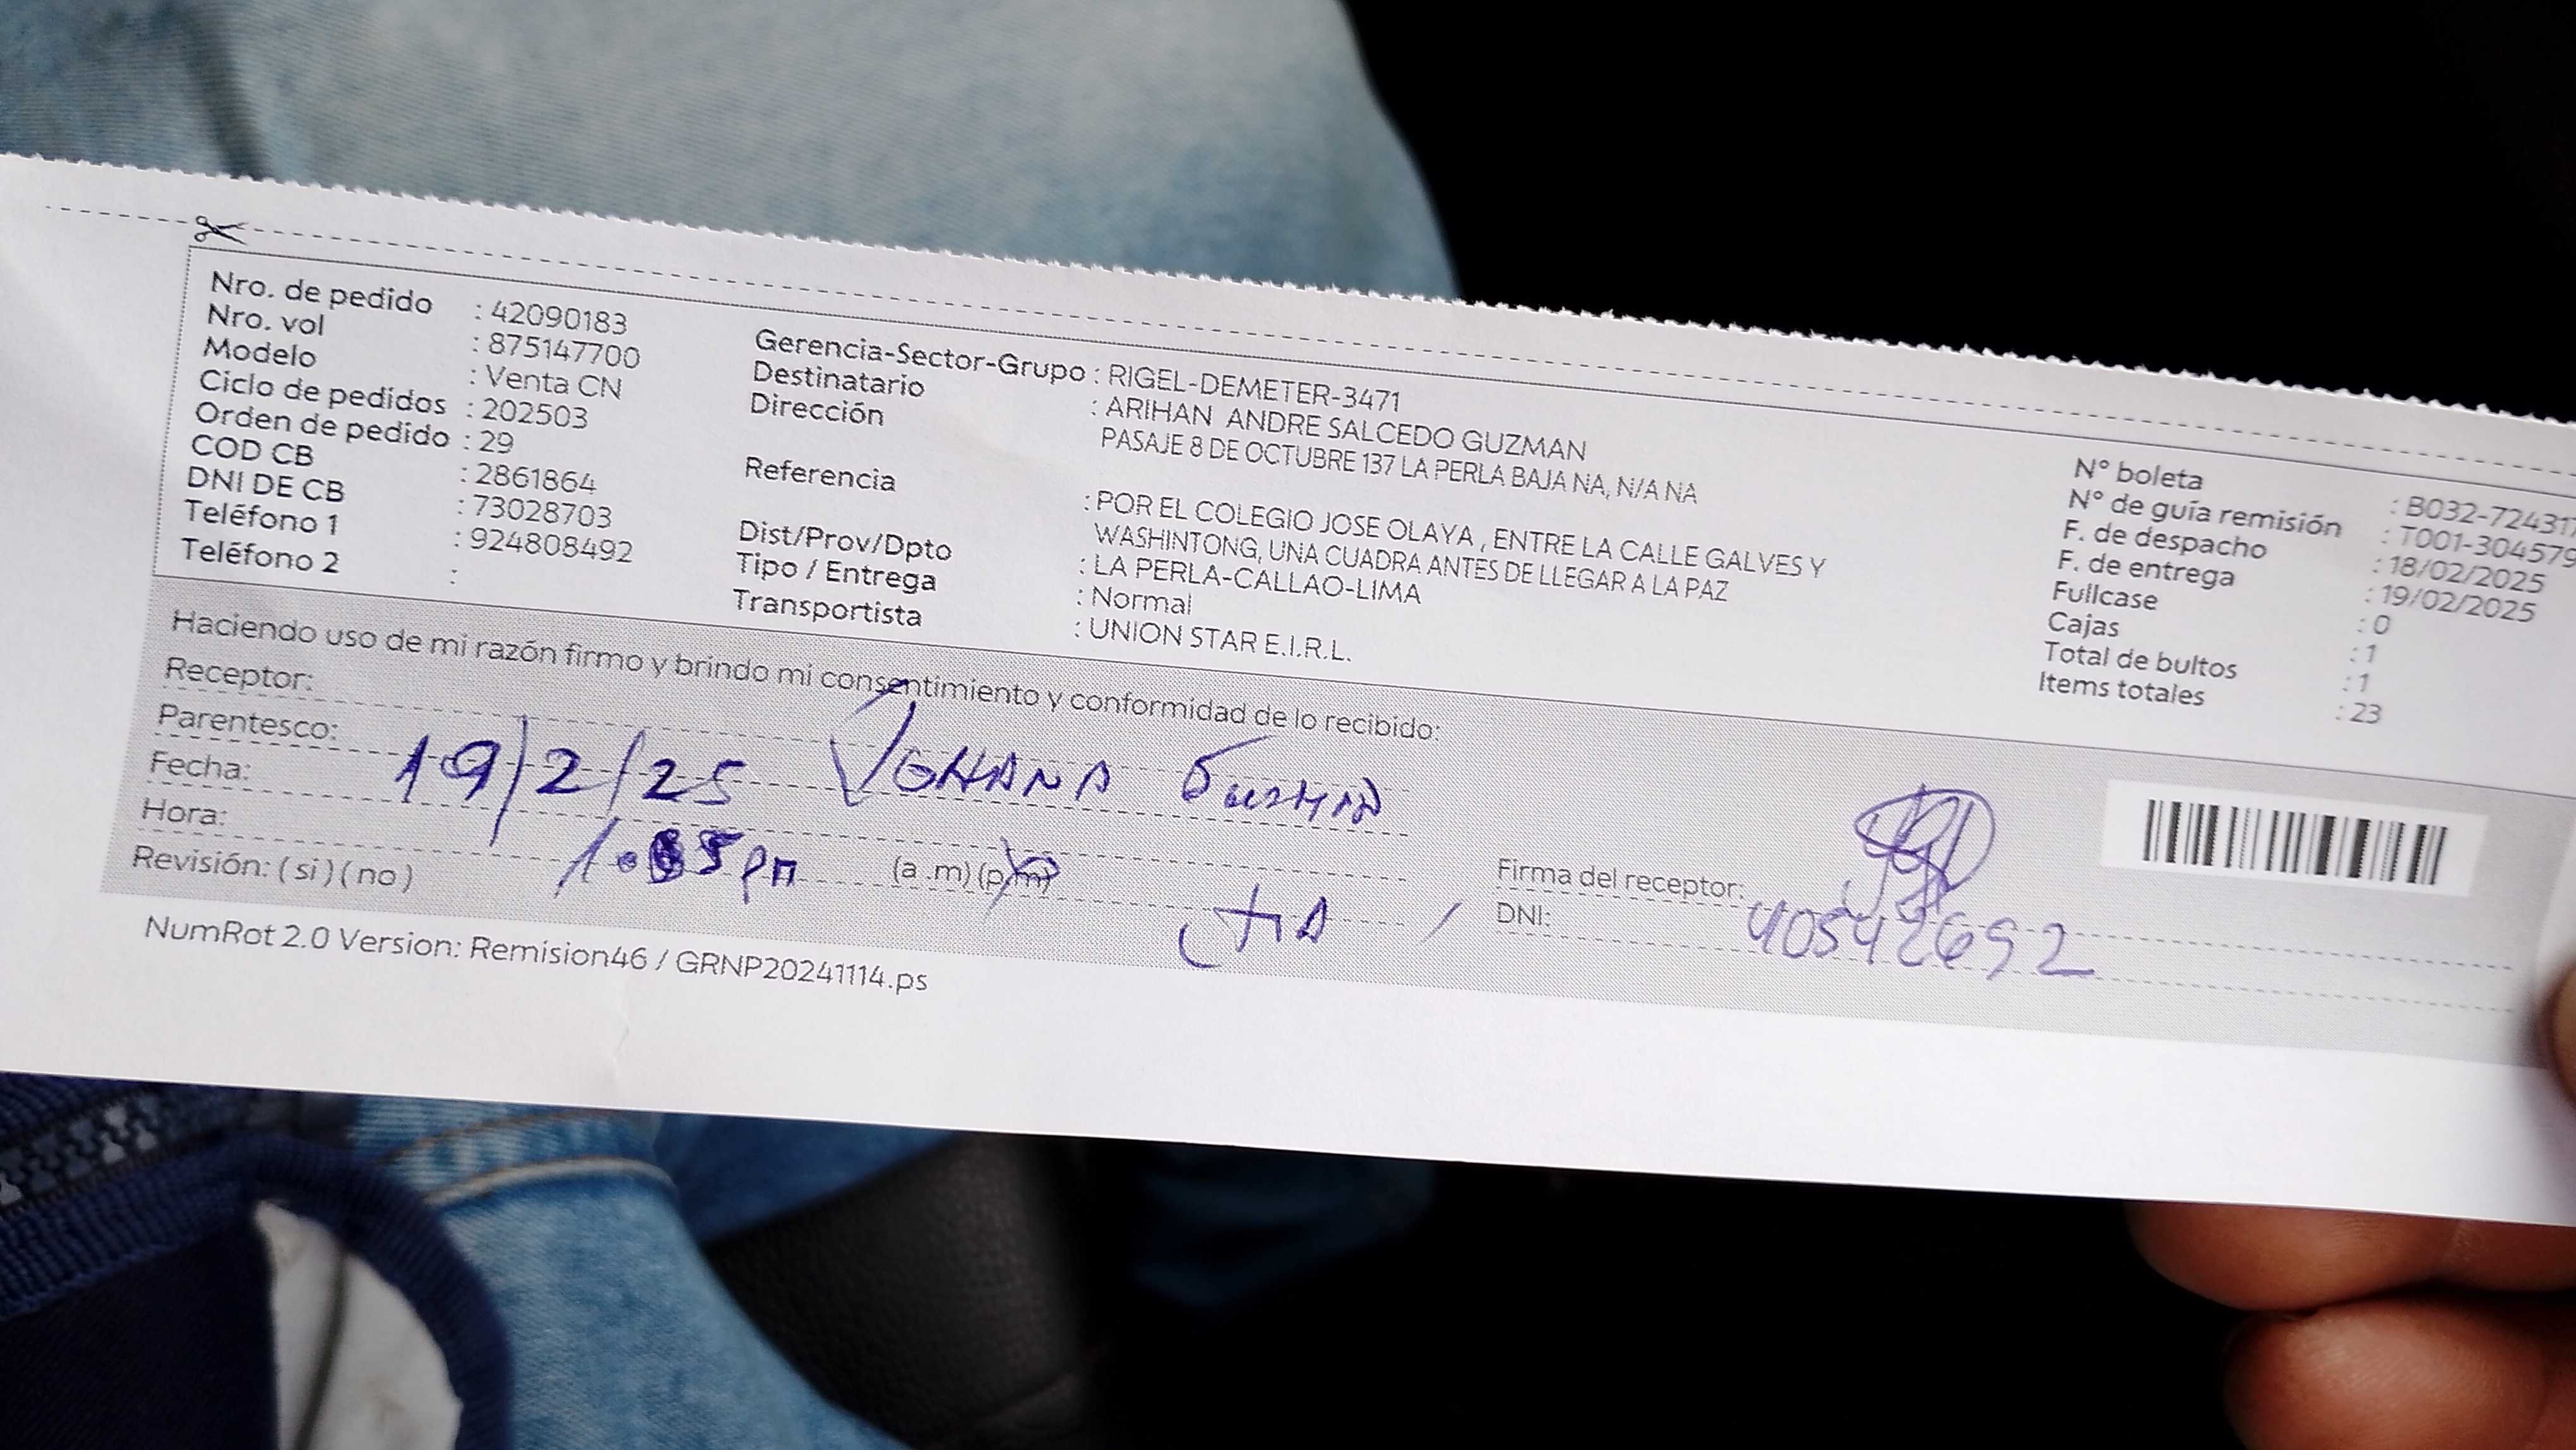 Nro. de pedido : 42090183
Nro. vol : 875147700
Modelo : Venta CN
Ciclo de pedidos : 202503
Orden de pedido : 29
COD CB : 2861864
DNI DE CB : 73028703
Teléfono 1 : 924808492
Teléfono 2 :
Gerencia-Sector-Grupo : RIGEL-DEMETER-3471
Destinatario : ARIHAN ANDRE SALCEDO GUZMAN
Dirección PASAJE 8 DE OCTUBRE 137 LA PERLA BAJA NA, N/A NA
Referencia : POR EL COLEGIO JOSE OLAYA , ENTRE LA CALLE GALVES Y
WASHINTONG, UNA CUADRA ANTES DE LLEGAR A LA PAZ
Dist/Prov/Dpto : LA PERLA-CALLAO-LIMA
Tipo / Entrega : Normal
Transportista : UNION STAR E.I.R.L.
N° boleta : B032-72431
N° de guía remisión : T001-304579
F. de despacho : 18/02/2025
F. de entrega : 19/02/2025
Fullcase : 0
Cajas : 1
Total de bultos : 1
Items totales : 23
Haciendo uso de mi razón firmo y brindo mi consentimiento y conformidad de lo recibido:
Receptor:
Parentesco:
Fecha: 19/2/25
Hora: pm (a .m) (p.m)
Revisión: ( si ) ( no )
Firma del receptor:
DNI: 40542692
NumRot 2.0 Version: Remision46 / GRNP20241114.ps